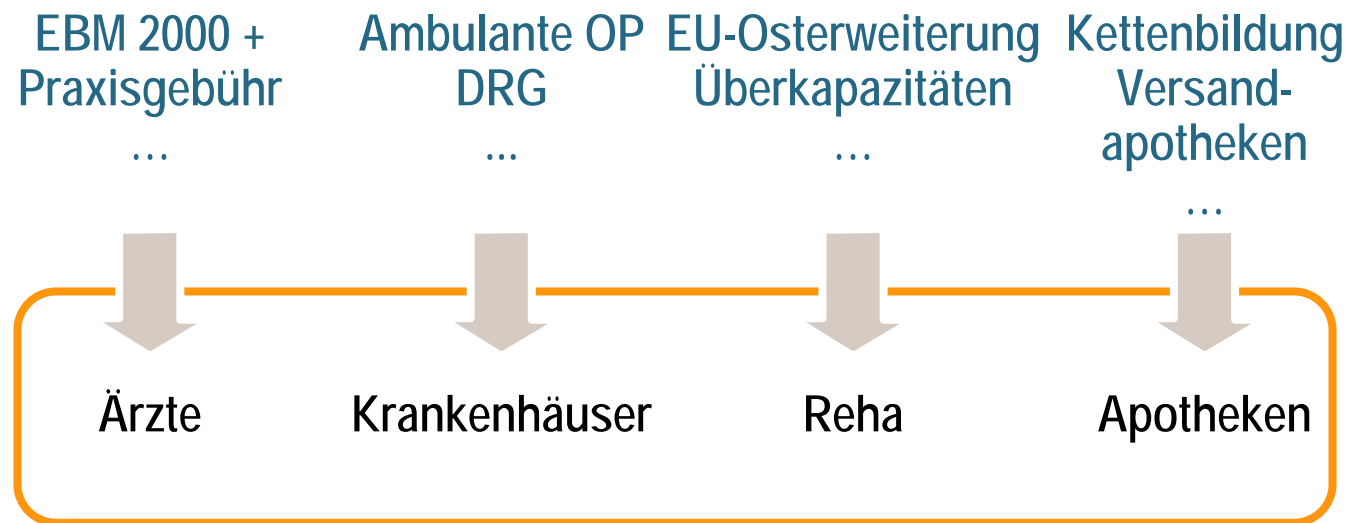 EBM 2000 +
Praxisgebühr
…
Ambulante OP
DRG
...
EU-Osterweiterung
Überkapazitäten
…
Kettenbildung
Versand-
apotheken
…
Ärzte
Krankenhäuser
Reha
Apotheken